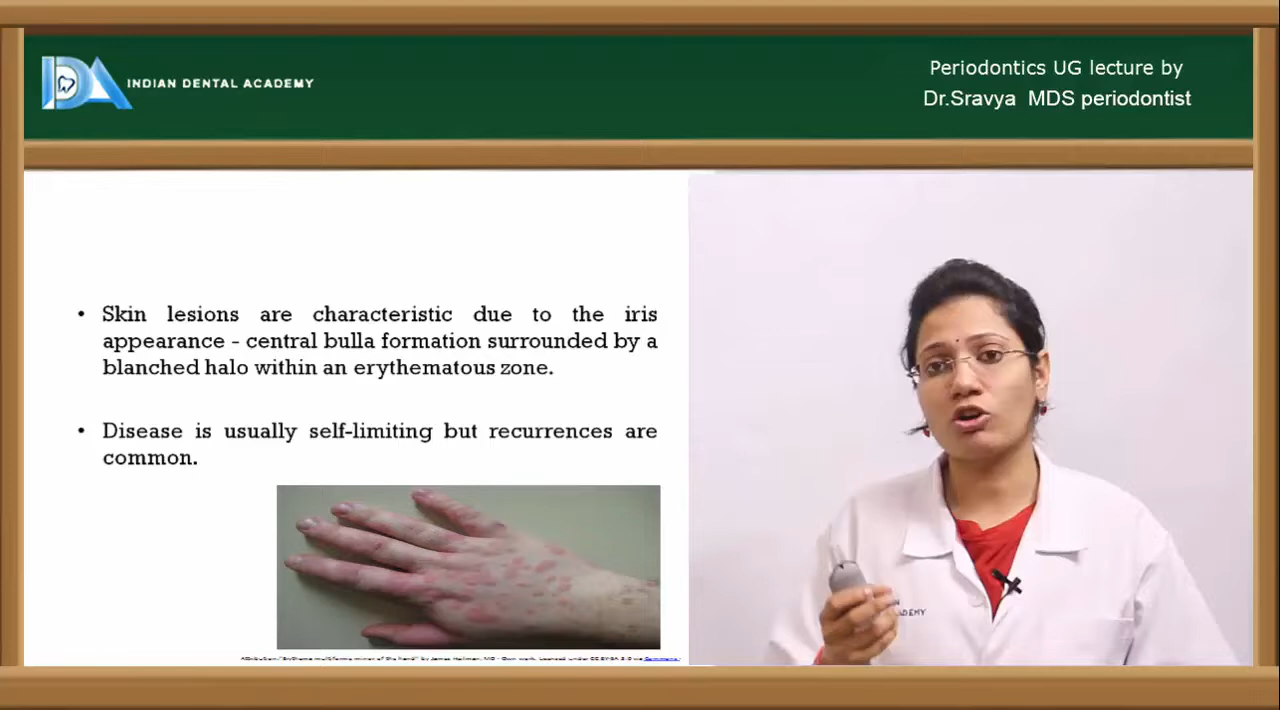 INDIAN DENTAL ACADEMY
Periodontics UG lecture by
Dr.Sravya MDS periodontist
• Skin lesions are characteristic due to the iris
appearance - central bulla formation surrounded by a
blanched halo within an erythematous zone.
• Disease is usually self-limiting but recurrences are
common.